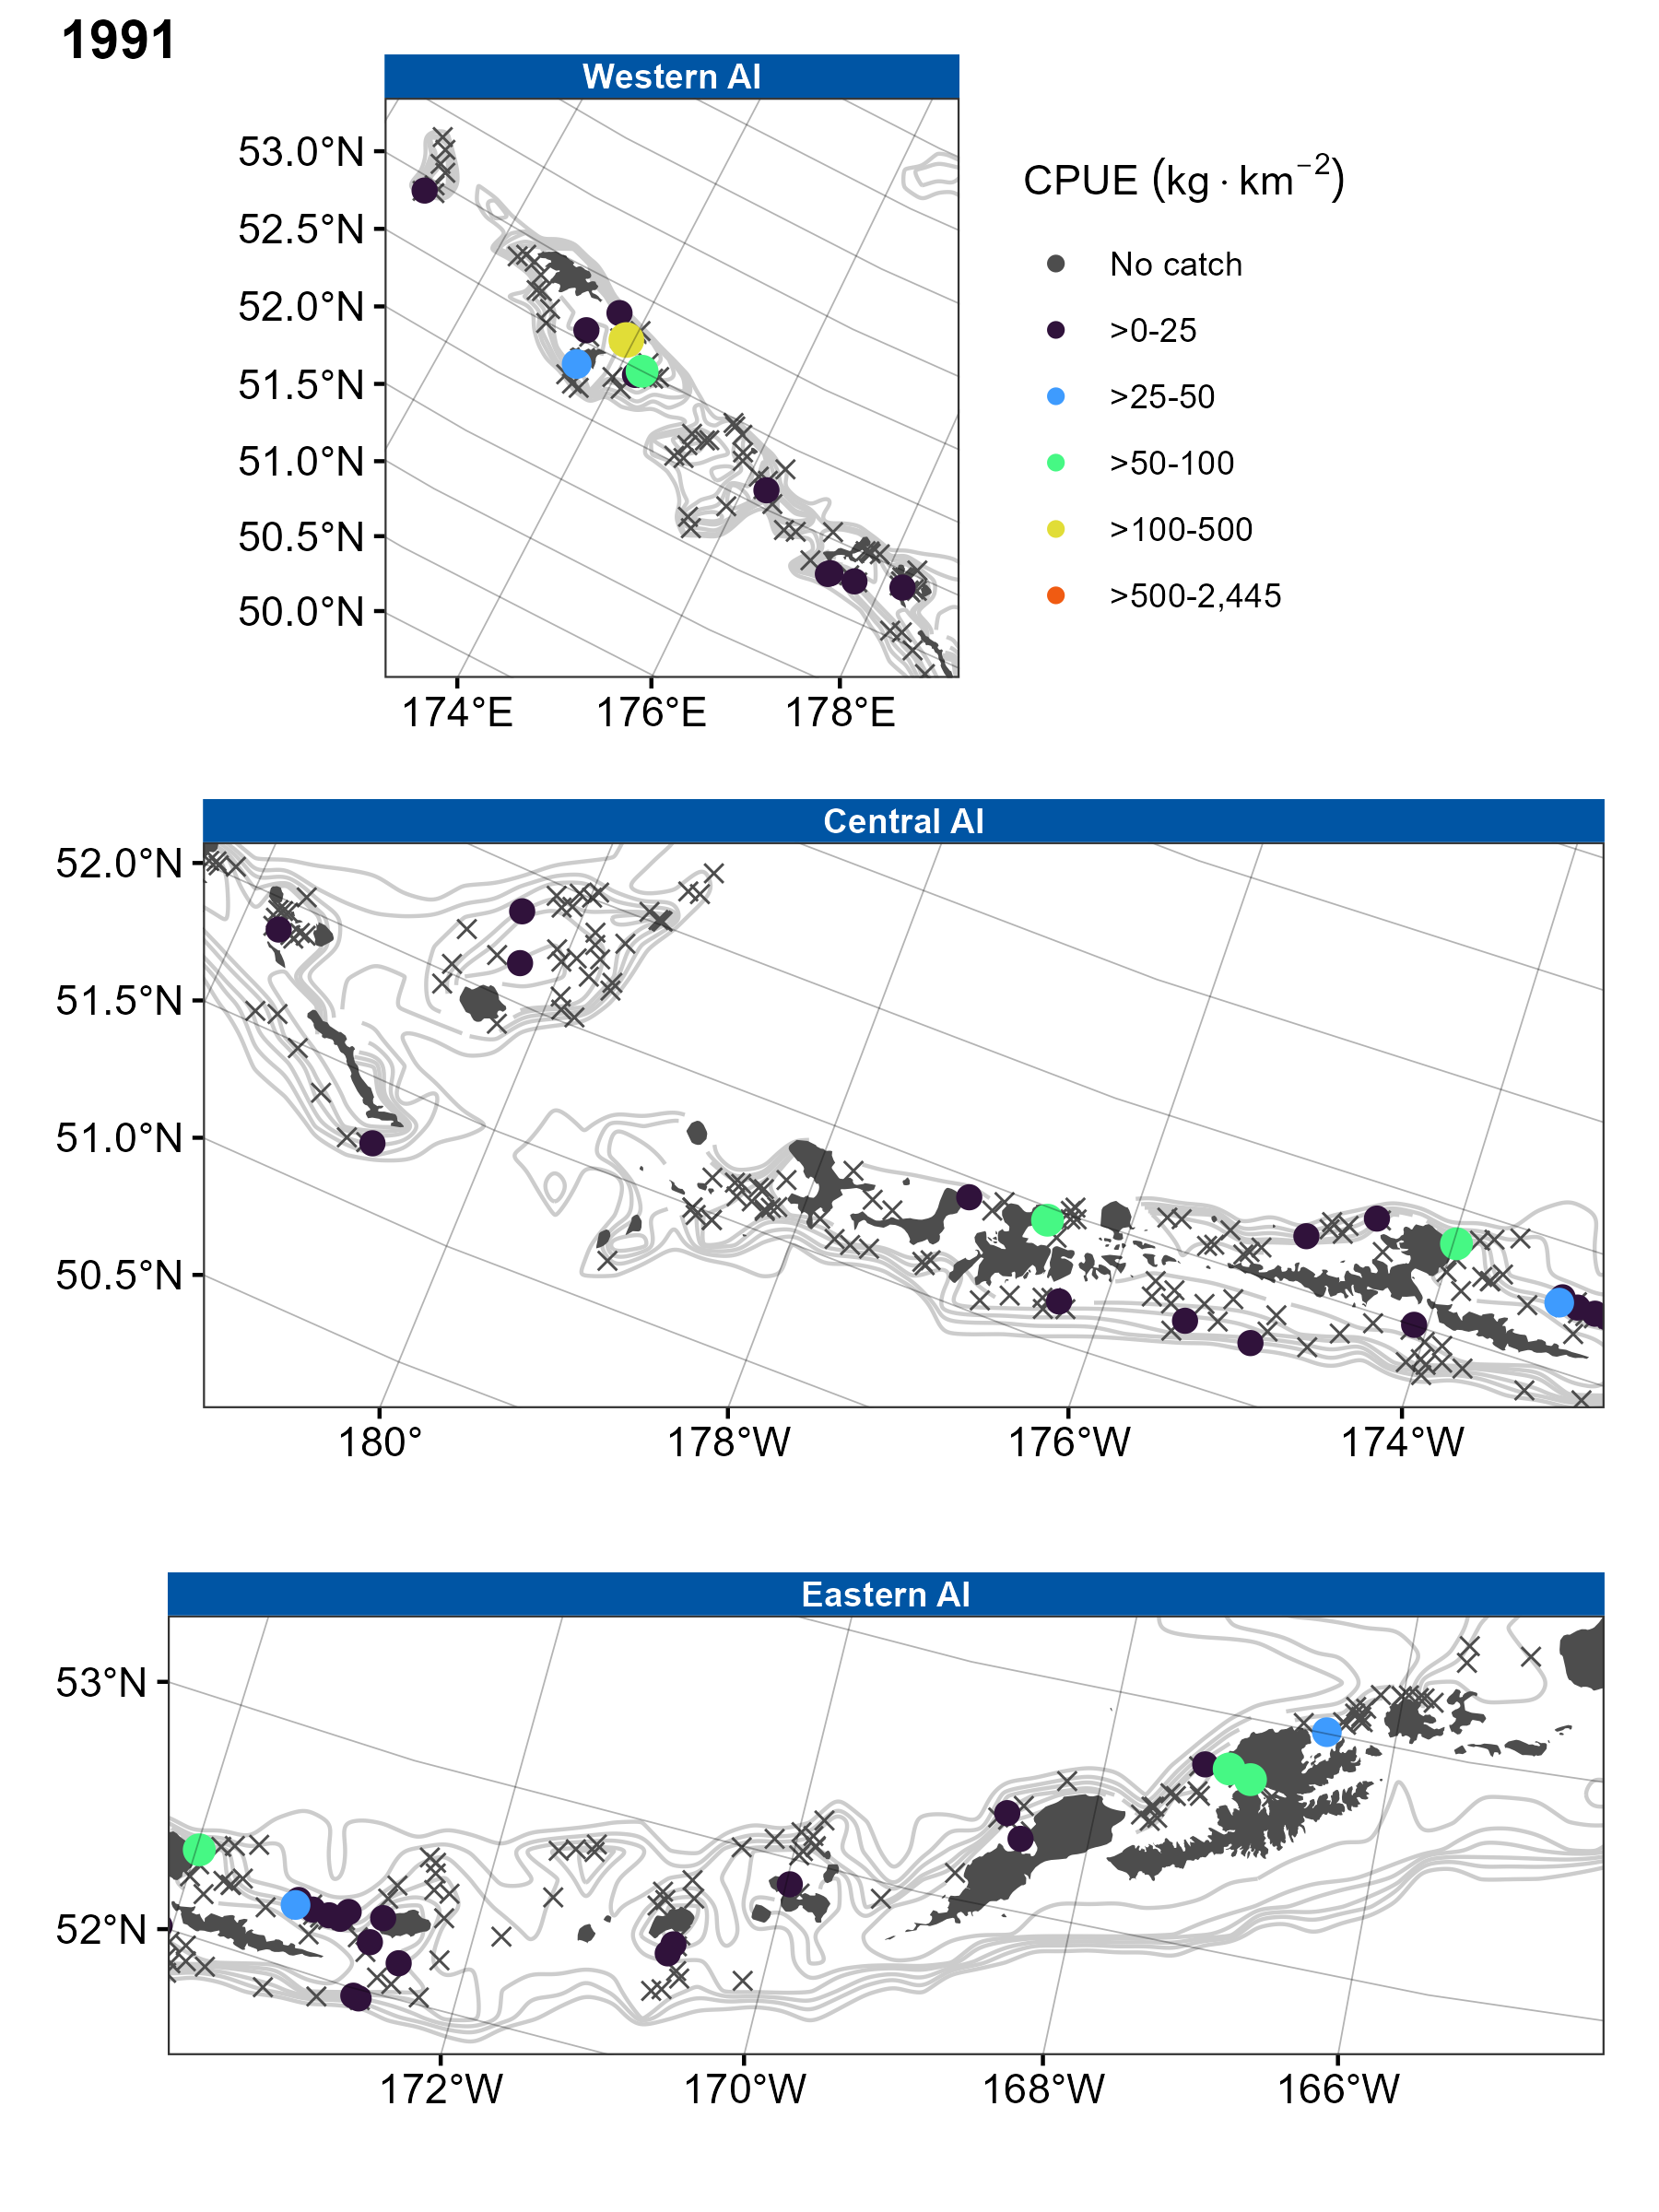 1991
Western AI
53.0°N
52.5°N
52.0°N
51.5°N
51.0°N
50.5°N
50.0°N
174°E 176°E 178°E
CPUE (kg · km⁻²)
No catch
>0-25
>25-50
>50-100
>100-500
>500-2,445
Central AI
52.0°N
51.5°N
51.0°N
50.5°N
180° 178°W 176°W 174°W
Eastern AI
53°N
52°N
172°W 170°W 168°W 166°W